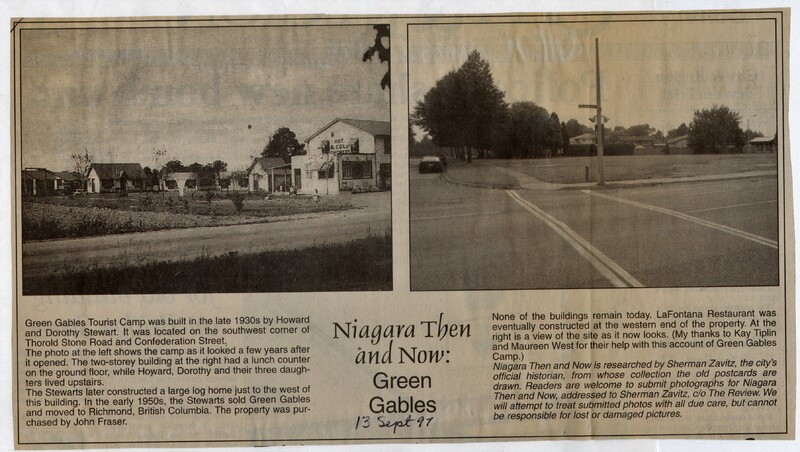 HOT
& COLD
Green Gables Tourist Camp was built in the late 1930s by Howard
and Dorothy Stewart. It was located on the southwest corner of
Thorold Stone Road and Confederation Street,
The photo at the left shows the camp as it looked a few years after
it opened. The two-storey building at the right had a lunch counter
on the ground floor, while Howard, Dorothy and their three daugh-
ters lived upstairs.
The Stewarts later constructed a large log home just to the west of
this building. In the early 1950s, the Stewarts sold Green Gables
and moved to Richmond, British Columbia. The property was pur-
chased by John Fraser.
Niagara Then
and Now:
Green
Gables
13 Sept 97
None of the buildings remain today. LaFontana Restaurant was
eventually constructed at the western end of the property. At the
right is a view of the site as it now looks. (My thanks to Kay Tiplin
and Maureen West for their help with this account of Green Gables
Camp.)
Niagara Then and Now is researched by Sherman Zavitz, the city's
official historian, from whose collection the old postcards are
drawn. Readers are welcome to submit photographs for Niagara
Then and Now, addressed to Sherman Zavitz, c/o The Review. We
will attempt to treat submitted photos with all due care, but cannot
be responsible for lost or damaged pictures.